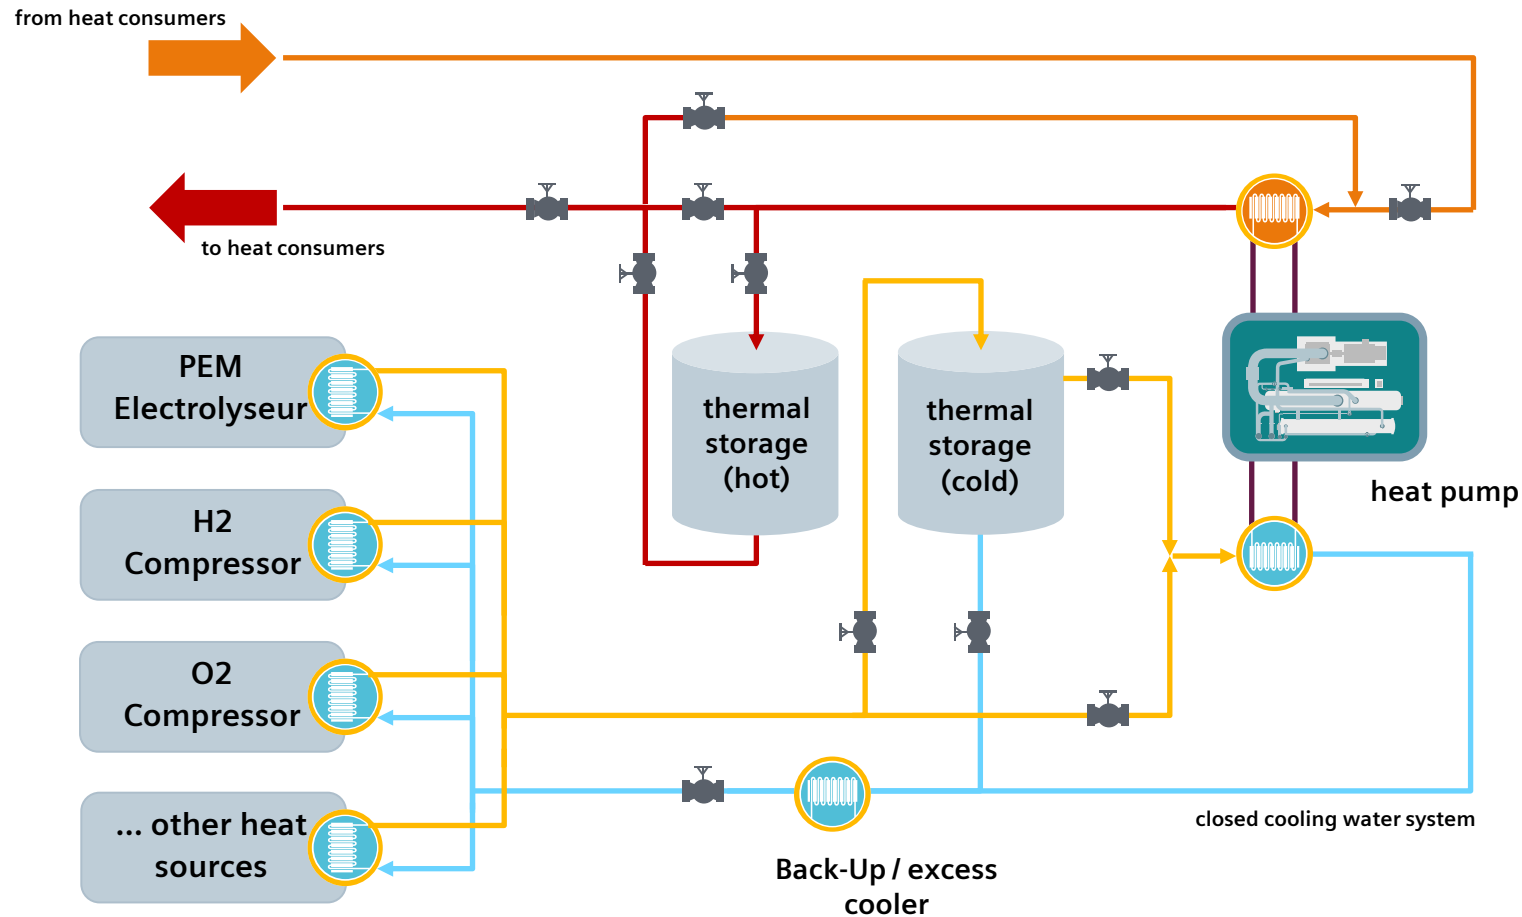 from heat consumers
to heat consumers
PEM
Electrolyseur
thermal
storage
(hot)
thermal
storage
(cold)
heat pump
H2
Compressor
O2
Compressor
... other heat
sources
closed cooling water system
Back-Up / excess
cooler